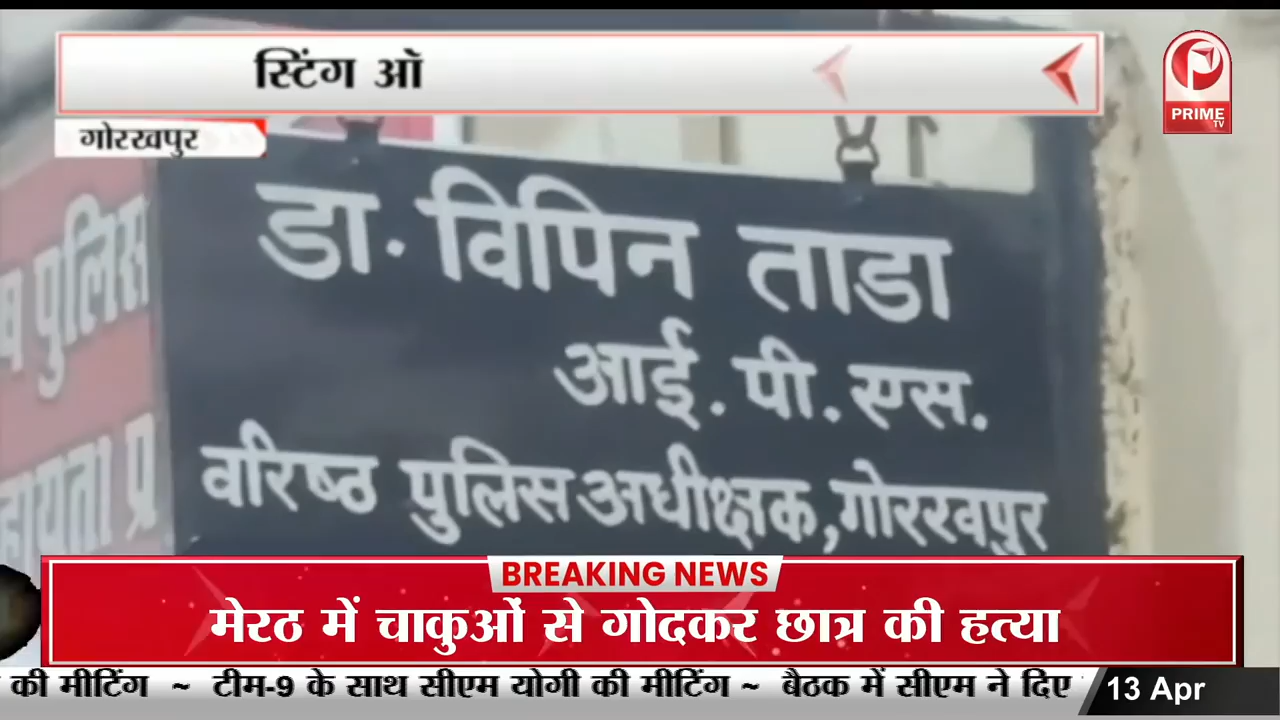 स्टिंग ऑ
PRIME
TV
गोरखपुर
डा. विपिन ताडा
आई.पी.एस.
वरिष्ठ पुलिस अधीक्षक, गोरखपुर
पुलिस
BREAKING NEWS
मेरठ में चाकुओं से गोदकर छात्र की हत्या
की मीटिंग ~ टीम-9 के साथ सीएम योगी की मीटिंग ~ बैठक में सीएम ने दिए
13 Apr